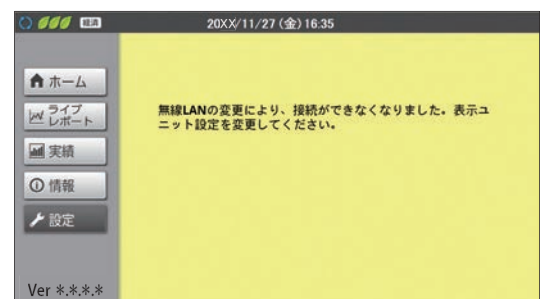 経済 20XX/11/27 (金) 16:35
ホーム
ライブ
レポート
実績
情報
設定
Ver *.*.*.*
無線LANの変更により、接続ができなくなりました。表示ユ
ニット設定を変更してください。